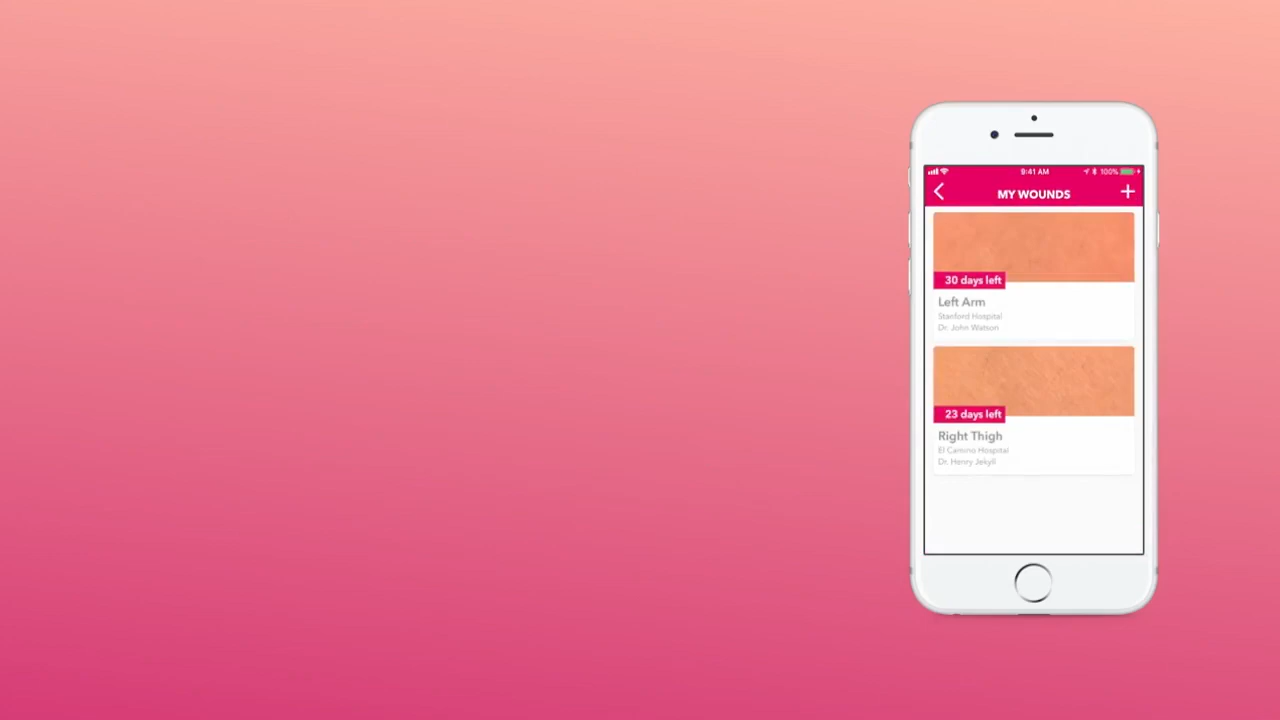 9:41 AM
100%
MY WOUNDS
30 days left
Left Arm
Stanford Hospital
Dr. John Watson
23 days left
Right Thigh
El Camino Hospital
Dr. Henry Jekyll